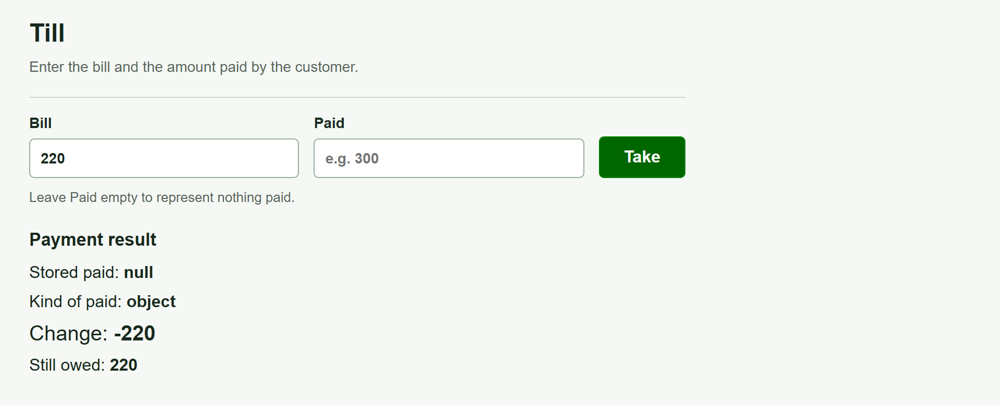 Till
Enter the bill and the amount paid by the customer.
Bill
Paid
220
e.g. 300
Take
Leave Paid empty to represent nothing paid.
Payment result
Stored paid: null
Kind of paid: object
Change: -220
Still owed: 220